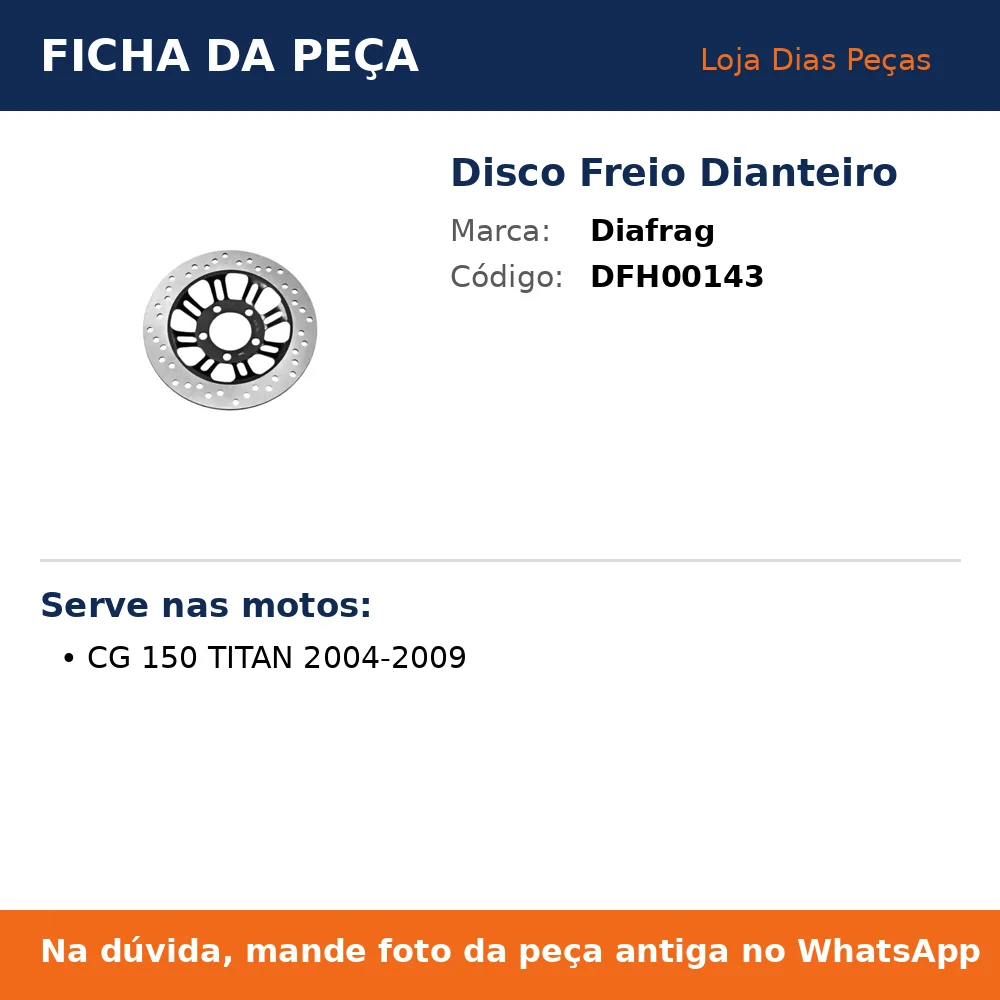 FICHA DA PEÇA
Loja Dias Peças
Disco Freio Dianteiro
Marca: Diafrag
Código: DFH00143
Serve nas motos:
• CG 150 TITAN 2004-2009
Na dúvida, mande foto da peça antiga no WhatsApp